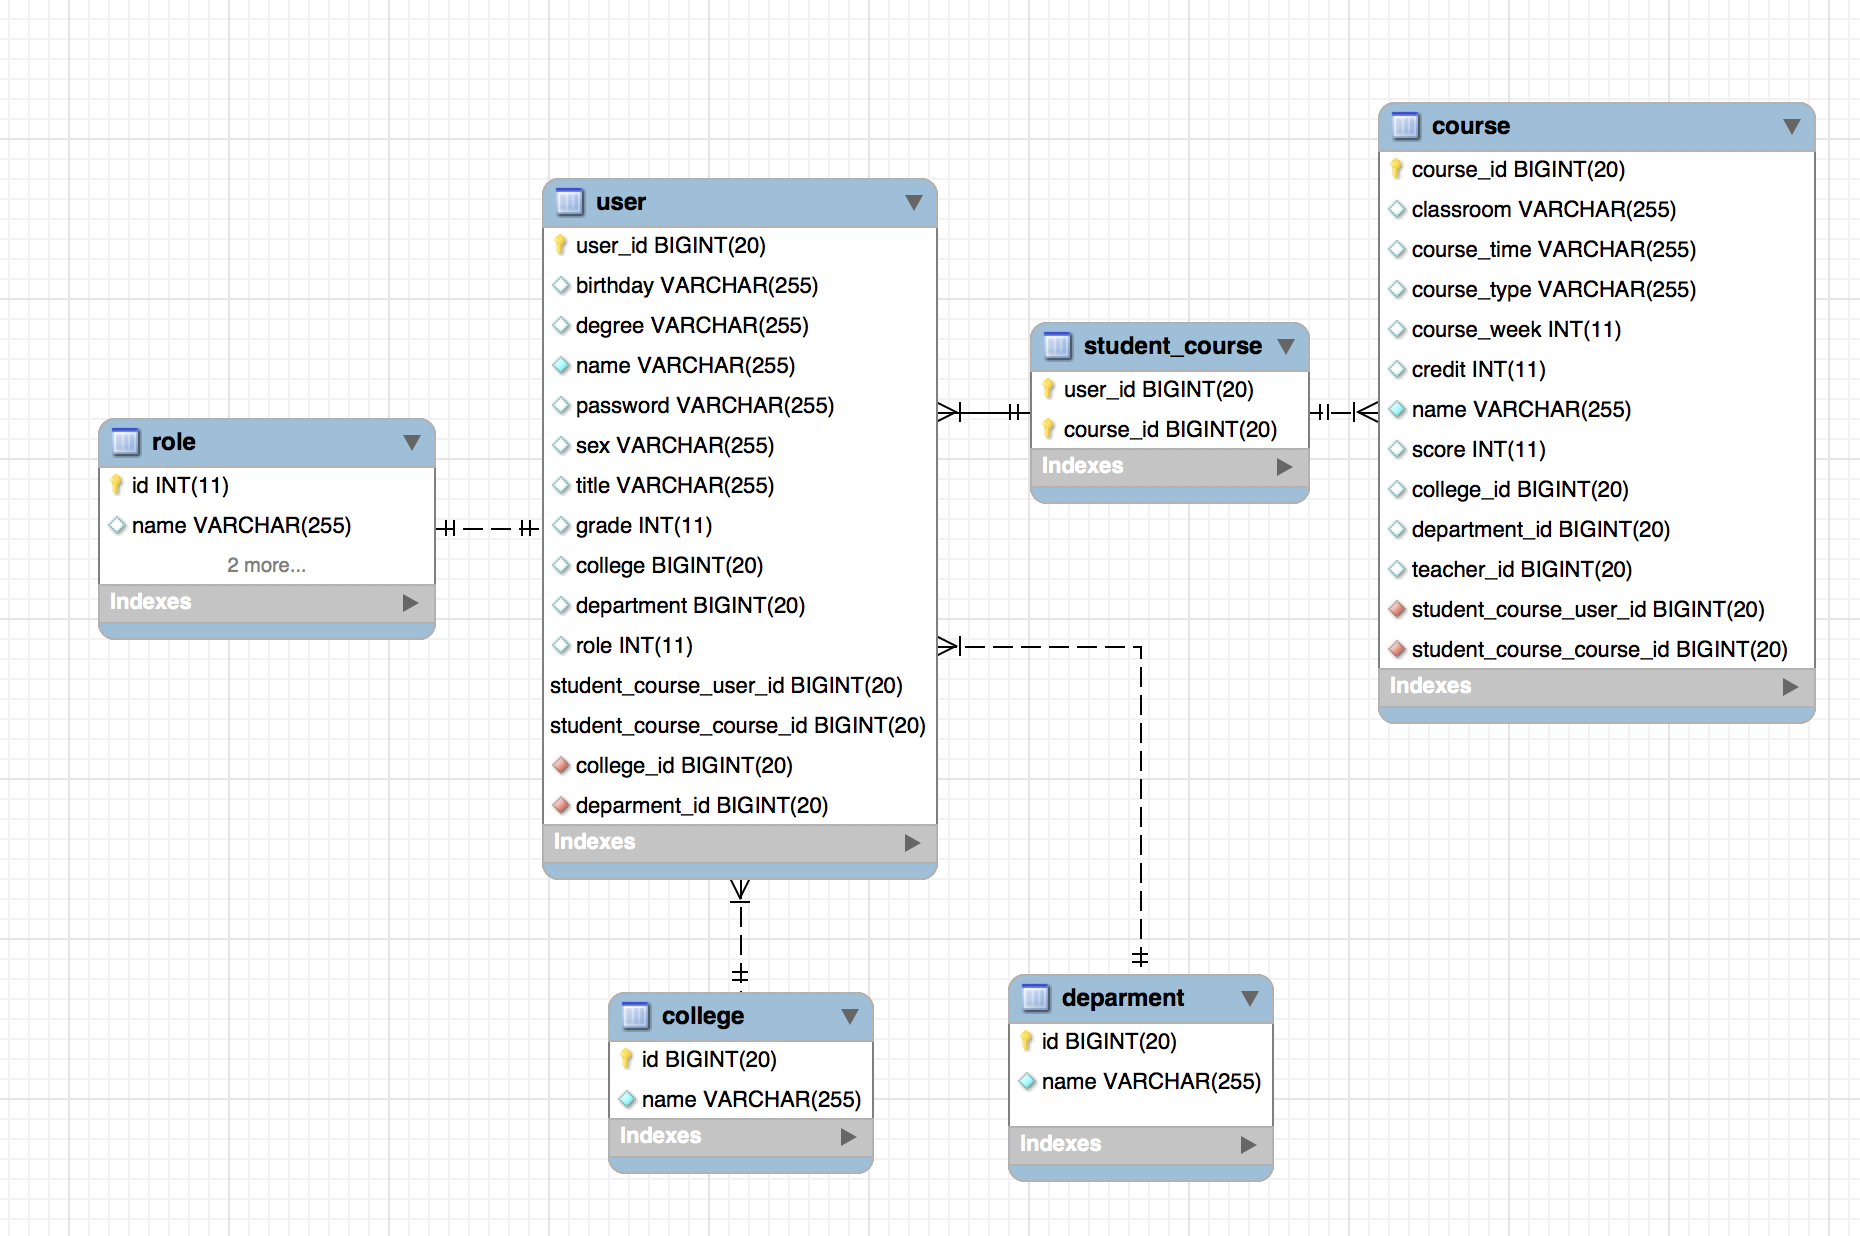 role
id INT(11)
name VARCHAR(255)
2 more...
Indexes
user
user_id BIGINT(20)
birthday VARCHAR(255)
degree VARCHAR(255)
name VARCHAR(255)
password VARCHAR(255)
sex VARCHAR(255)
title VARCHAR(255)
grade INT(11)
college BIGINT(20)
department BIGINT(20)
role INT(11)
student_course_user_id BIGINT(20)
student_course_course_id BIGINT(20)
college_id BIGINT(20)
deparment_id BIGINT(20)
Indexes
student_course
user_id BIGINT(20)
course_id BIGINT(20)
Indexes
course
course_id BIGINT(20)
classroom VARCHAR(255)
course_time VARCHAR(255)
course_type VARCHAR(255)
course_week INT(11)
credit INT(11)
name VARCHAR(255)
score INT(11)
college_id BIGINT(20)
department_id BIGINT(20)
teacher_id BIGINT(20)
student_course_user_id BIGINT(20)
student_course_course_id BIGINT(20)
Indexes
college
id BIGINT(20)
name VARCHAR(255)
Indexes
deparment
id BIGINT(20)
name VARCHAR(255)
Indexes